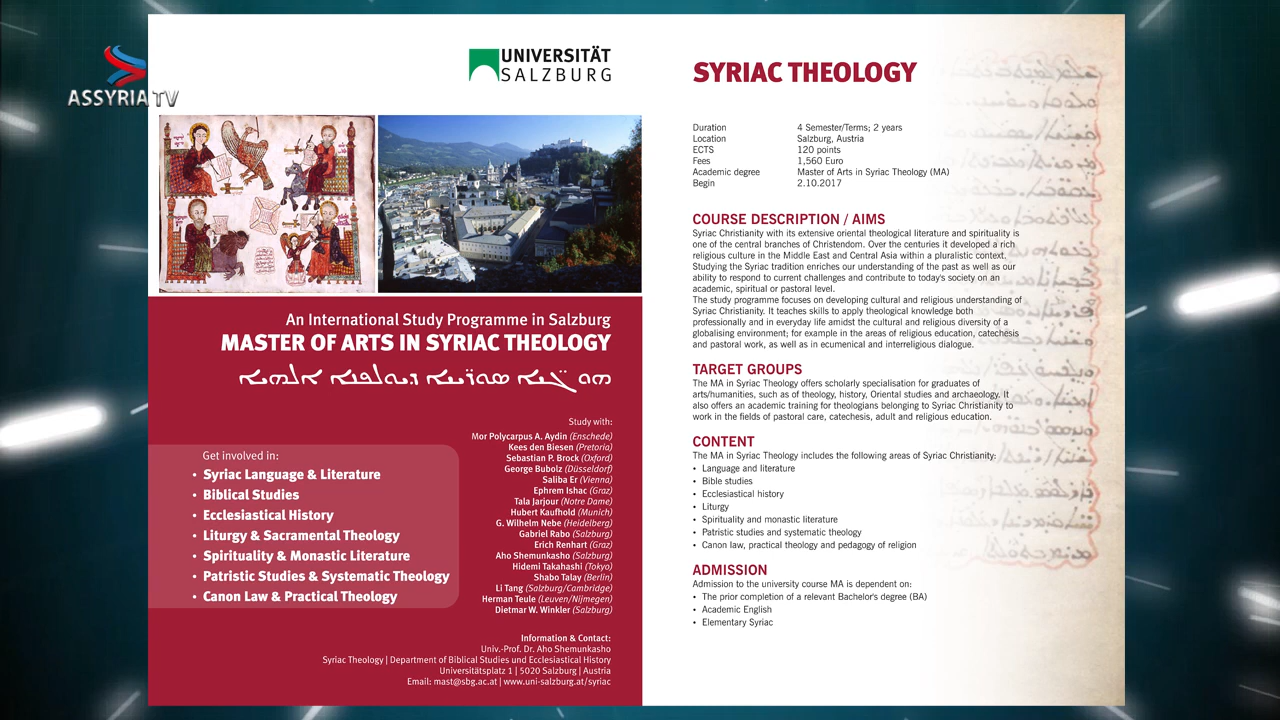 ASSYRIA TV
UNIVERSITÄT
SALZBURG
An International Study Programme in Salzburg
MASTER OF ARTS IN SYRIAC THEOLOGY
Study with:
Mor Polycarpus A. Aydin (Enschede)
Kees den Biesen (Pretoria)
Sebastian P. Brock (Oxford)
George Bubolz (Düsseldorf)
Saliba Er (Vienna)
Ephrem Ishac (Graz)
Tala Jarjour (Notre Dame)
Hubert Kaufhold (Munich)
G. Wilhelm Nebe (Heidelberg)
Gabriel Rabo (Salzburg)
Erich Renhart (Graz)
Aho Shemunkasho (Salzburg)
Hidemi Takahashi (Tokyo)
Shabo Talay (Berlin)
Li Tang (Salzburg/Cambridge)
Herman Teule (Leuven/Nijmegen)
Dietmar W. Winkler (Salzburg)
Get involved in:
• Syriac Language & Literature
• Biblical Studies
• Ecclesiastical History
• Liturgy & Sacramental Theology
• Spirituality & Monastic Literature
• Patristic Studies & Systematic Theology
• Canon Law & Practical Theology
Information & Contact:
Univ.-Prof. Dr. Aho Shemunkasho
Syriac Theology | Department of Biblical Studies und Ecclesiastical History
Universitätsplatz 1 | 5020 Salzburg | Austria
Email: mast@sbg.ac.at | www.uni-salzburg.at/syriac
SYRIAC THEOLOGY
Duration 4 Semester/Terms; 2 years
Location Salzburg, Austria
ECTS 120 points
Fees 1,560 Euro
Academic degree Master of Arts in Syriac Theology (MA)
Begin 2.10.2017
COURSE DESCRIPTION / AIMS
Syriac Christianity with its extensive oriental theological literature and spirituality is
one of the central branches of Christendom. Over the centuries it developed a rich
religious culture in the Middle East and Central Asia within a pluralistic context.
Studying the Syriac tradition enriches our understanding of the past as well as our
ability to respond to current challenges and contribute to today's society on an
academic, spiritual or pastoral level.
The study programme focuses on developing cultural and religious understanding of
Syriac Christianity. It teaches skills to apply theological knowledge both
professionally and in everyday life amidst the cultural and religious diversity of a
globalising environment; for example in the areas of religious education, catechesis
and pastoral work, as well as in ecumenical and interreligious dialogue.
TARGET GROUPS
The MA in Syriac Theology offers scholarly specialisation for graduates of
arts/humanities, such as of theology, history, Oriental studies and archaeology. It
also offers an academic training for theologians belonging to Syriac Christianity to
work in the fields of pastoral care, catechesis, adult and religious education.
CONTENT
The MA in Syriac Theology includes the following areas of Syriac Christianity:
• Language and literature
• Bible studies
• Ecclesiastical history
• Liturgy
• Spirituality and monastic literature
• Patristic studies and systematic theology
• Canon law, practical theology and pedagogy of religion
ADMISSION
Admission to the university course MA is dependent on:
• The prior completion of a relevant Bachelor's degree (BA)
• Academic English
• Elementary Syriac